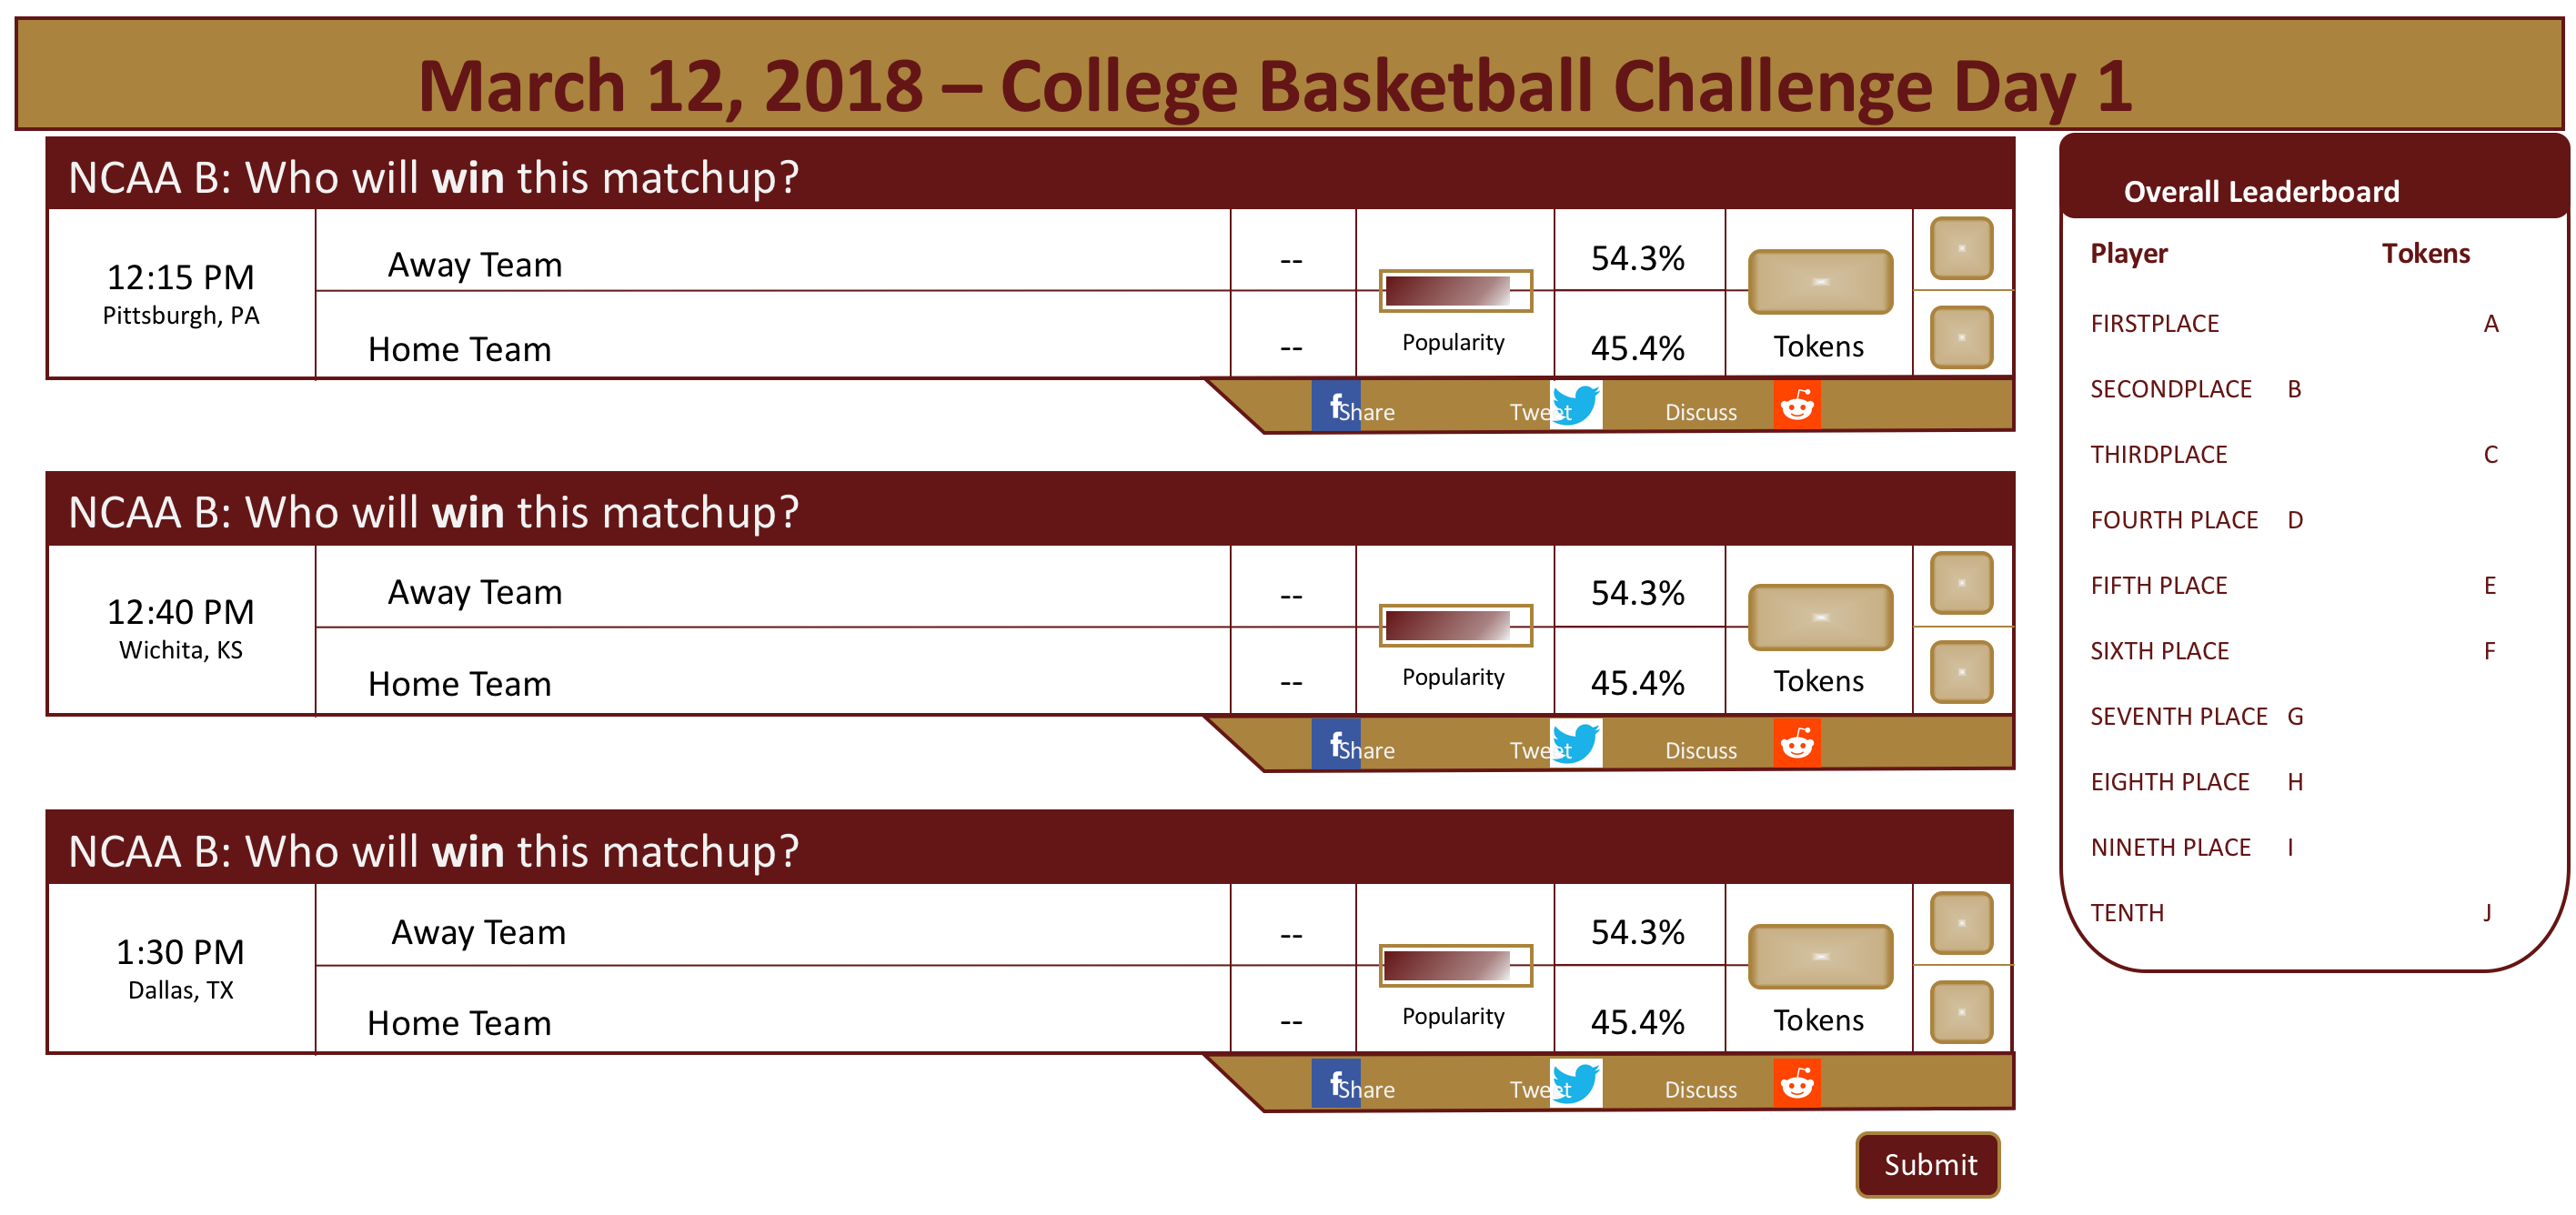 March 12, 2018 – College Basketball Challenge Day 1
NCAA B: Who will win this matchup?
12:15 PM
Pittsburgh, PA
Away Team
--
54.3%
Home Team
--
Popularity
45.4%
Tokens
Share
Tweet
Discuss
NCAA B: Who will win this matchup?
12:40 PM
Wichita, KS
Away Team
--
54.3%
Home Team
--
Popularity
45.4%
Tokens
Share
Tweet
Discuss
NCAA B: Who will win this matchup?
1:30 PM
Dallas, TX
Away Team
--
54.3%
Home Team
--
Popularity
45.4%
Tokens
Share
Tweet
Discuss
Submit
Overall Leaderboard
Player Tokens
FIRSTPLACE A
SECONDPLACE B
THIRDPLACE C
FOURTH PLACE D
FIFTH PLACE E
SIXTH PLACE F
SEVENTH PLACE G
EIGHTH PLACE H
NINETH PLACE I
TENTH J